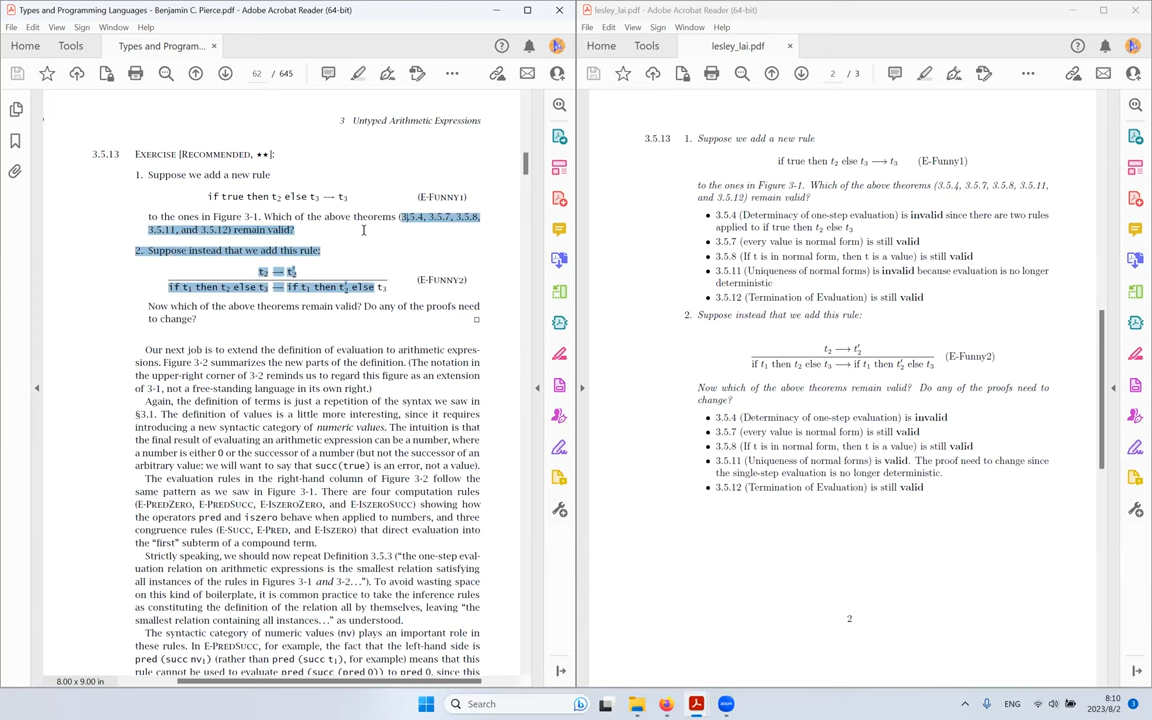 Types and Programming Languages - Benjamin C. Pierce.pdf - Adobe Acrobat Reader (64-bit)
File Edit View Sign Window Help
Home Tools Types and Program...
62 / 645
3 Untyped Arithmetic Expressions
3.5.13 EXERCISE [RECOMMENDED, ★★]:
1. Suppose we add a new rule
if true then t2 else t3 → t3 (E-FUNNY1)
to the ones in Figure 3-1. Which of the above theorems (3.5.4, 3.5.7, 3.5.8,
3.5.11, and 3.5.12) remain valid?
2. Suppose instead that we add this rule:
t2 → t2′
if t1 then t2 else t3 → if t1 then t2′ else t3 (E-FUNNY2)
Now which of the above theorems remain valid? Do any of the proofs need
to change? □
Our next job is to extend the definition of evaluation to arithmetic expres-
sions. Figure 3-2 summarizes the new parts of the definition. (The notation
in the upper-right corner of 3-2 reminds us to regard this figure as an extension
of 3-1, not a free-standing language in its own right.)
Again, the definition of terms is just a repetition of the syntax we saw in
§3.1. The definition of values is a little more interesting, since it requires
introducing a new syntactic category of numeric values. The intuition is that
the final result of evaluating an arithmetic expression can be a number, where
a number is either 0 or the successor of a number (but not the successor of an
arbitrary value: we will want to say that succ(true) is an error, not a value).
The evaluation rules in the right-hand column of Figure 3-2 follow the
same pattern as we saw in Figure 3-1. There are four computation rules
(E-PREDZERO, E-PREDSUCC, E-ISZEROZERO, and E-ISZEROSUCC) showing how
the operators pred and iszero behave when applied to numbers, and three
congruence rules (E-SUCC, E-PRED, and E-ISZERO) that direct evaluation into
the “first” subterm of a compound term.
Strictly speaking, we should now repeat Definition 3.5.3 (“the one-step eval-
uation relation on arithmetic expressions is the smallest relation satisfying
all instances of the rules in Figures 3-1 and 3-2...”). To avoid wasting space
on this kind of boilerplate, it is common practice to take the inference rules
as constituting the definition of the relation all by themselves, leaving “the
smallest relation containing all instances...” as understood.
The syntactic category of numeric values (nv) plays an important role in
these rules. In E-PREDSUCC, for example, the fact that the left-hand side is
pred (succ nv1) (rather than pred (succ t1), for example) means that this
rule cannot be used to evaluate pred (succ (pred 0)) to pred 0, since this
8.00 x 9.00 in
lesley_lai.pdf - Adobe Acrobat Reader (64-bit)
File Edit View Sign Window Help
Home Tools lesley_lai.pdf
2 / 3
3.5.13 1. Suppose we add a new rule
if true then t2 else t3 ⟶ t3 (E-Funny1)
to the ones in Figure 3-1. Which of the above theorems (3.5.4, 3.5.7, 3.5.8, 3.5.11,
and 3.5.12) remain valid?
• 3.5.4 (Determinacy of one-step evaluation) is invalid since there are two rules
applied to if true then t2 else t3
• 3.5.7 (every value is normal form) is still valid
• 3.5.8 (If t is in normal form, then t is a value) is still valid
• 3.5.11 (Uniqueness of normal forms) is invalid because evaluation is no longer
deterministic
• 3.5.12 (Termination of Evaluation) is still valid
2. Suppose instead that we add this rule:
t2 ⟶ t2′
if t1 then t2 else t3 ⟶ if t1 then t2′ else t3 (E-Funny2)
Now which of the above theorems remain valid? Do any of the proofs need to
change?
• 3.5.4 (Determinacy of one-step evaluation) is invalid
• 3.5.7 (every value is normal form) is still valid
• 3.5.8 (If t is in normal form, then t is a value) is still valid
• 3.5.11 (Uniqueness of normal forms) is valid. The proof need to change since
the single-step evaluation is no longer deterministic.
• 3.5.12 (Termination of Evaluation) is still valid
2
Search
zoom
ENG
8:10
2023/8/2
3